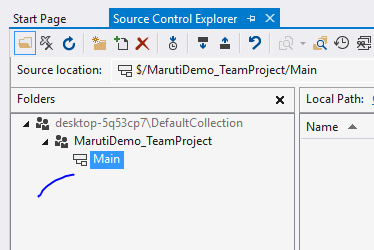 Start Page
Source Control Explorer
Source location:
$/MarutiDemo_TeamProject/Main
Folders
Local Path:
desktop-5q53cp7\DefaultCollection
Name
MarutiDemo_TeamProject
Main